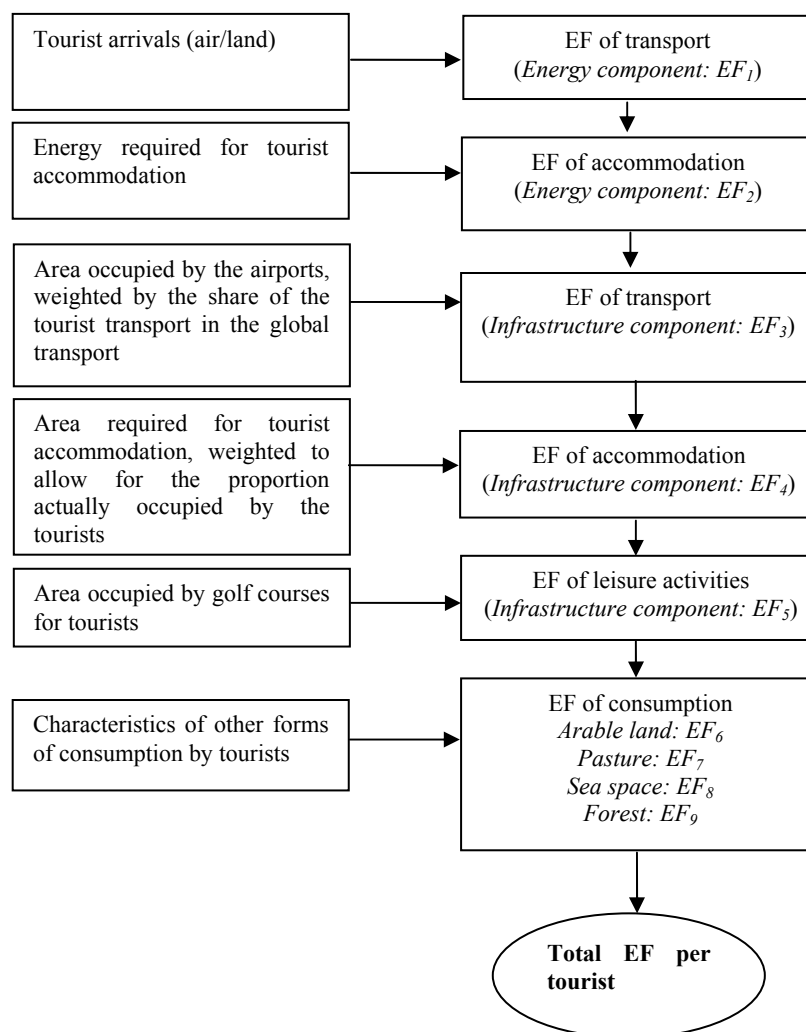 Tourist arrivals (air/land)
EF of transport
(Energy component: EF1)
Energy required for tourist
accommodation
EF of accommodation
(Energy component: EF2)
Area occupied by the airports,
weighted by the share of the
tourist transport in the global
transport
EF of transport
(Infrastructure component: EF3)
Area required for tourist
accommodation, weighted to
allow for the proportion
actually occupied by the
tourists
EF of accommodation
(Infrastructure component: EF4)
Area occupied by golf courses
for tourists
EF of leisure activities
(Infrastructure component: EF5)
Characteristics of other forms
of consumption by tourists
EF of consumption
Arable land: EF6
Pasture: EF7
Sea space: EF8
Forest: EF9
Total EF per
tourist